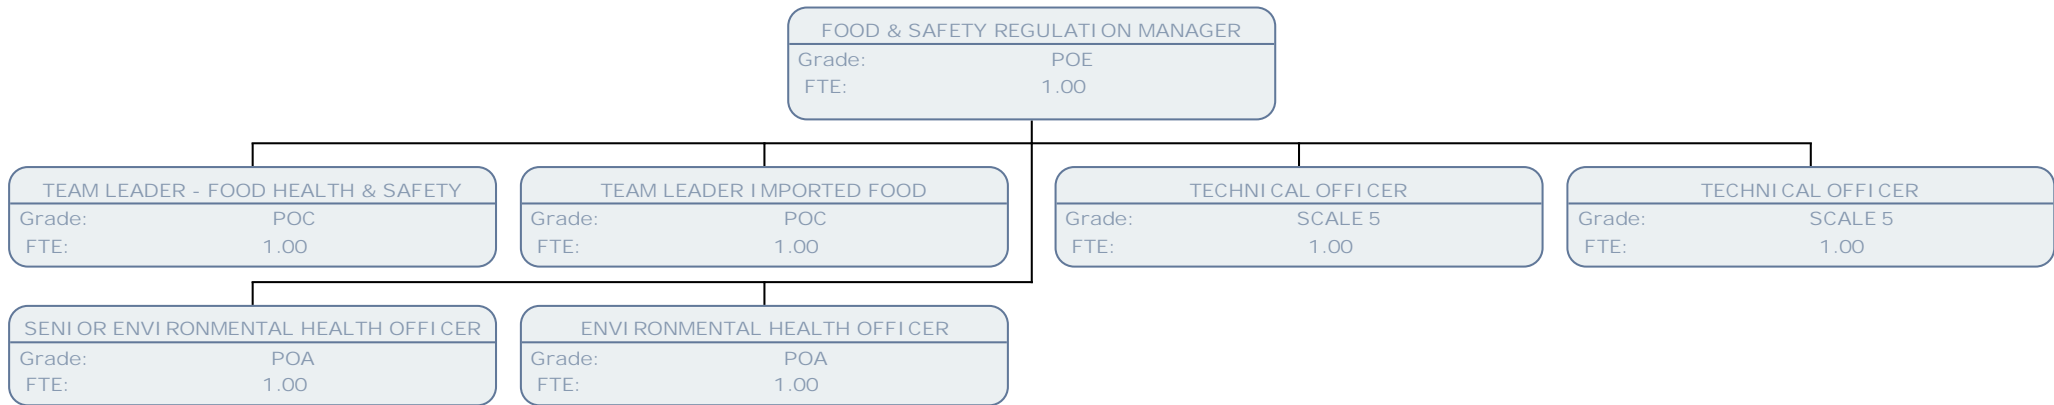 FOOD & SAFETY REGULATION MANAGER
Grade: POE
FTE: 1.00
TEAM LEADER - FOOD HEALTH & SAFETY
Grade: POC
FTE: 1.00
TEAM LEADER IMPORTED FOOD
Grade: POC
FTE: 1.00
TECHNICAL OFFICER
Grade: SCALE 5
FTE: 1.00
TECHNICAL OFFICER
Grade: SCALE 5
FTE: 1.00
SENIOR ENVIRONMENTAL HEALTH OFFICER
Grade: POA
FTE: 1.00
ENVIRONMENTAL HEALTH OFFICER
Grade: POA
FTE: 1.00